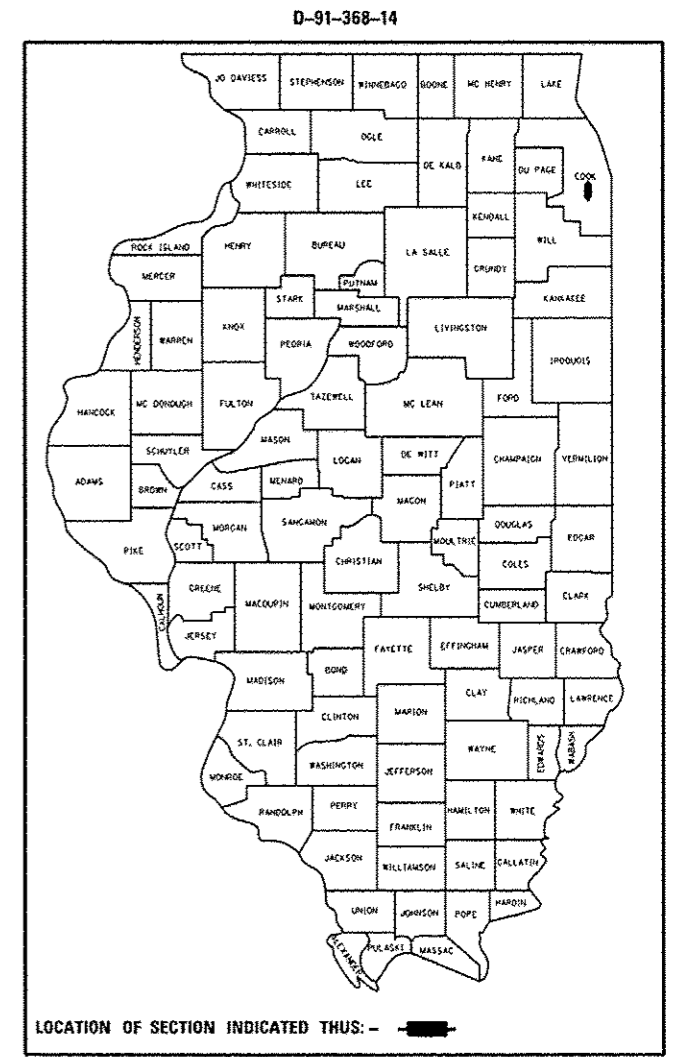 D-91-368-14
JO DAVIESS
STEPHENSON
WINNEBAGO
BOONE
MC HENRY
LAKE
CARROLL
OGLE
DE KALB
KANE
DU PAGE
COOK
WHITESIDE
LEE
KENDALL
WILL
ROCK ISLAND
HENRY
BUREAU
LA SALLE
GRUNDY
MERCER
PUTNAM
KANKAKEE
STARK
MARSHALL
HENDERSON
WARREN
KNOX
PEORIA
WOODFORD
LIVINGSTON
IROQUOIS
HANCOCK
MC DONOUGH
FULTON
TAZEWELL
MC LEAN
FORD
MASON
SCHUYLER
LOGAN
DE WITT
CHAMPAIGN
VERMILION
ADAMS
BROWN
CASS
MENARD
PIATT
MACON
MORGAN
SANGAMON
DOUGLAS
EDGAR
PIKE
SCOTT
MOULTRIE
CHRISTIAN
COLES
SHELBY
GREENE
CALHOUN
MACOUPIN
MONTGOMERY
CUMBERLAND
CLARK
JERSEY
FAYETTE
EFFINGHAM
JASPER
CRAWFORD
MADISON
BOND
CLAY
RICHLAND
LAWRENCE
CLINTON
MARION
ST. CLAIR
WAYNE
EDWARDS
WABASH
WASHINGTON
JEFFERSON
MONROE
RANDOLPH
PERRY
HAMILTON
WHITE
FRANKLIN
JACKSON
WILLIAMSON
SALINE
GALLATIN
UNION
JOHNSON
POPE
HARDIN
ALEXANDER
PULASKI
MASSAC
LOCATION OF SECTION INDICATED THUS: -